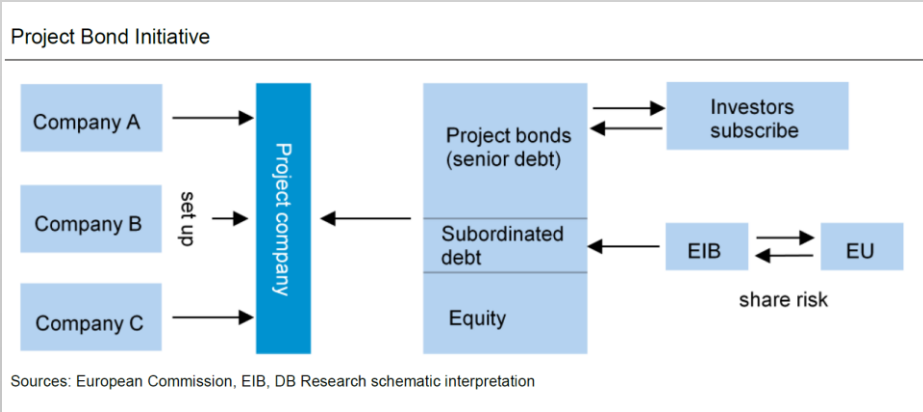 Project Bond Initiative
Company A
Company B
Company C
set up
Project company
Project bonds
(senior debt)
Subordinated
debt
Equity
Investors
subscribe
EIB
EU
share risk
Sources: European Commission, EIB, DB Research schematic interpretation